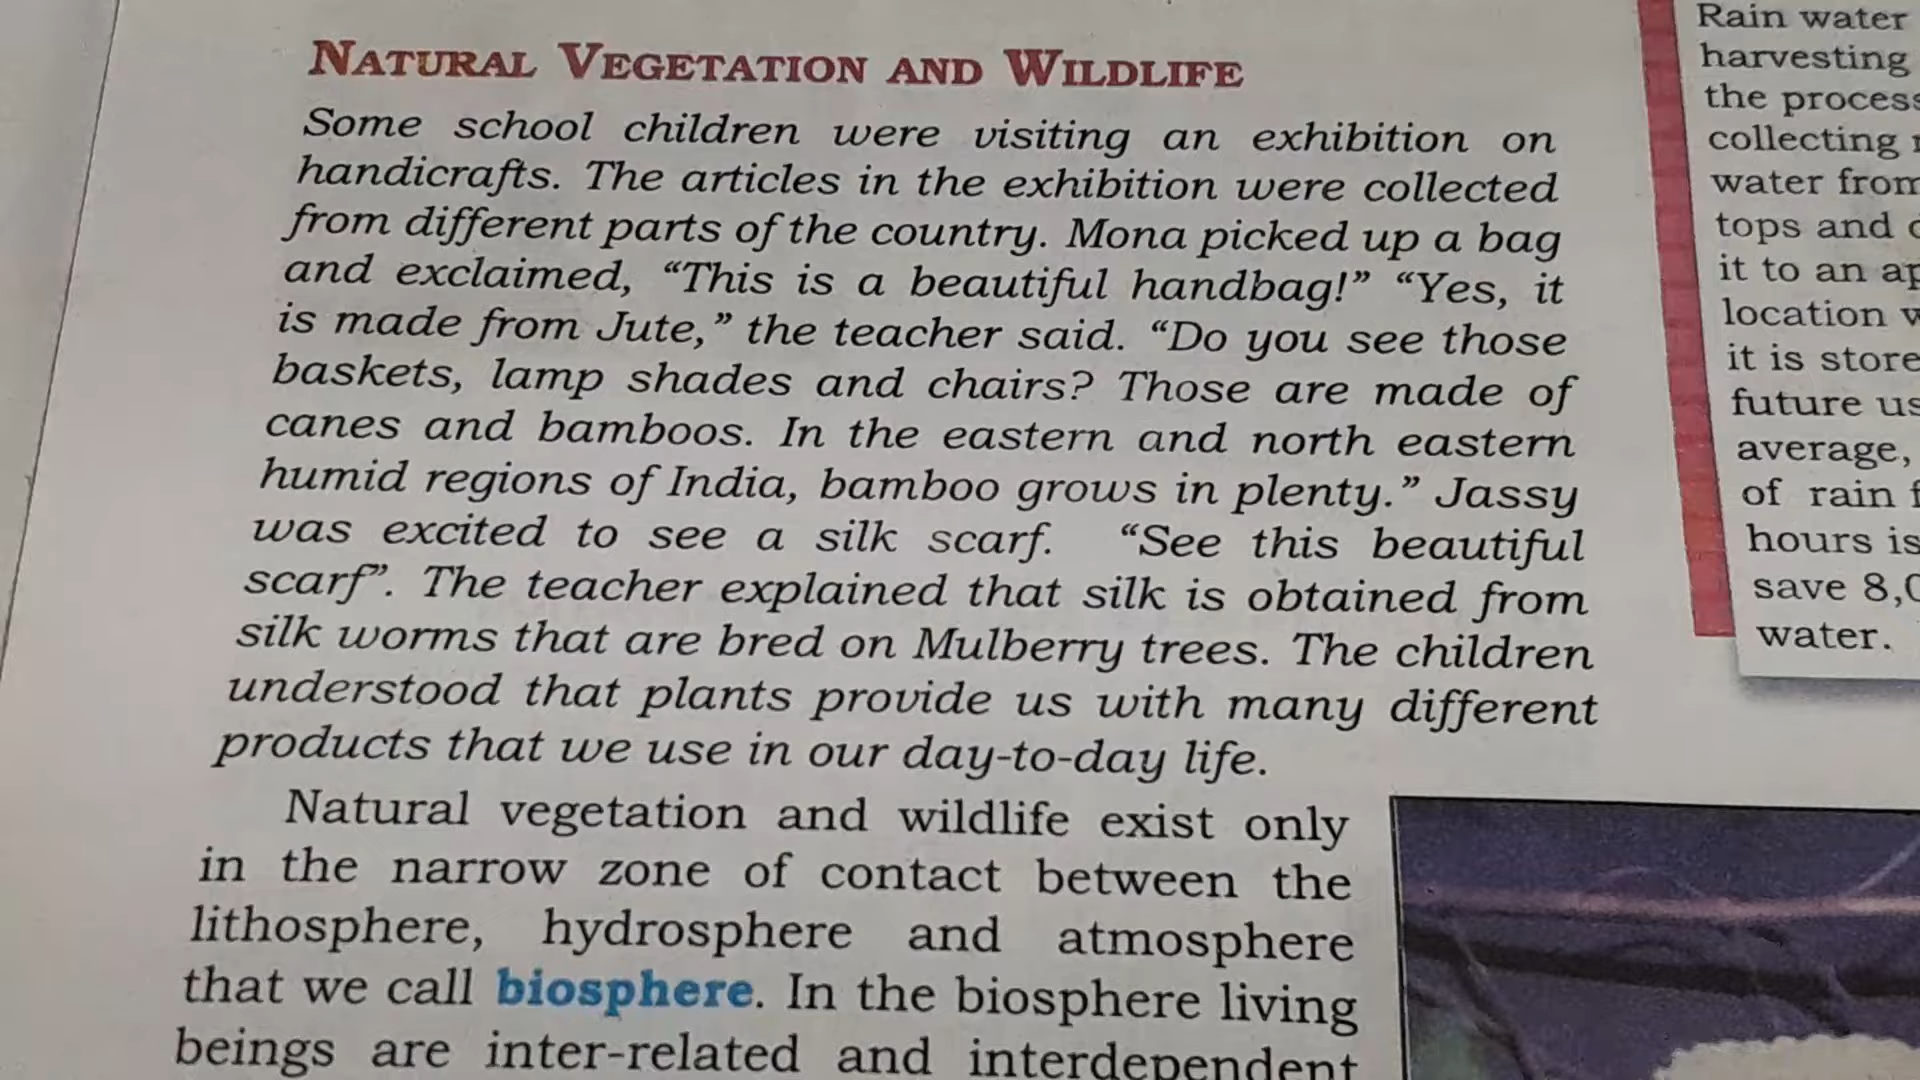 NATURAL VEGETATION AND WILDLIFE
Some school children were visiting an exhibition on
handicrafts. The articles in the exhibition were collected
from different parts of the country. Mona picked up a bag
and exclaimed, “This is a beautiful handbag!” “Yes, it
is made from Jute,” the teacher said. “Do you see those
baskets, lamp shades and chairs? Those are made of
canes and bamboos. In the eastern and north eastern
humid regions of India, bamboo grows in plenty.” Jassy
was excited to see a silk scarf. “See this beautiful
scarf”. The teacher explained that silk is obtained from
silk worms that are bred on Mulberry trees. The children
understood that plants provide us with many different
products that we use in our day-to-day life.
Natural vegetation and wildlife exist only
in the narrow zone of contact between the
lithosphere, hydrosphere and atmosphere
that we call biosphere. In the biosphere living
beings are inter-related and interdependent
Rain water
harvesting
the process
collecting
water from
tops and
it to an
location
it is store
future us
average,
of rain
hours is
save 8,0
water.